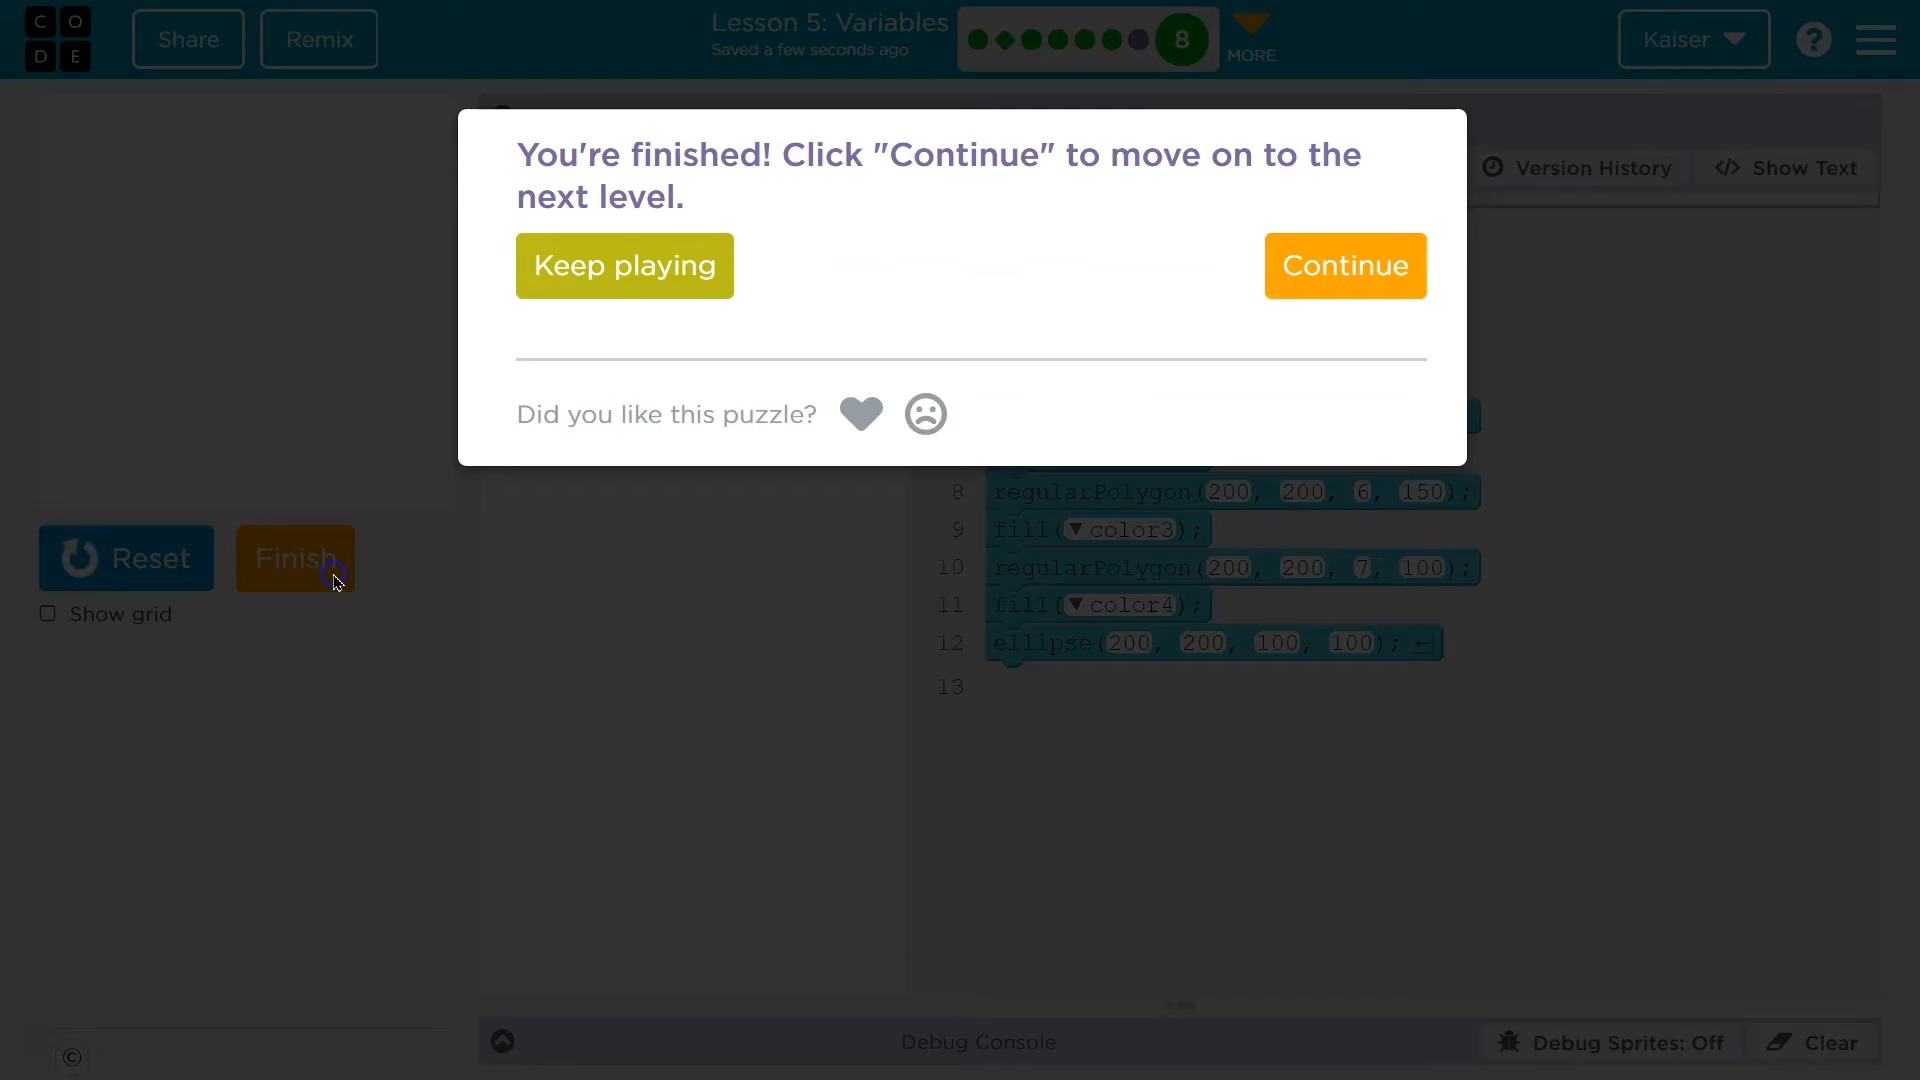 C O
D E
Share
Remix
Lesson 5: Variables
Saved a few seconds ago
8
MORE
Kaiser
?
You're finished! Click "Continue" to move on to the
next level.
Keep playing
Continue
Did you like this puzzle?
Version History
</> Show Text
8 regularPolygon(200, 200, 6, 150);
9 fill(▼ color3);
10 regularPolygon(200, 200, 7, 100);
11 fill(▼ color4);
12 ellipse(200, 200, 100, 100); ←
13
Reset
Finish
Show grid
©
Debug Console
Debug Sprites: Off
Clear